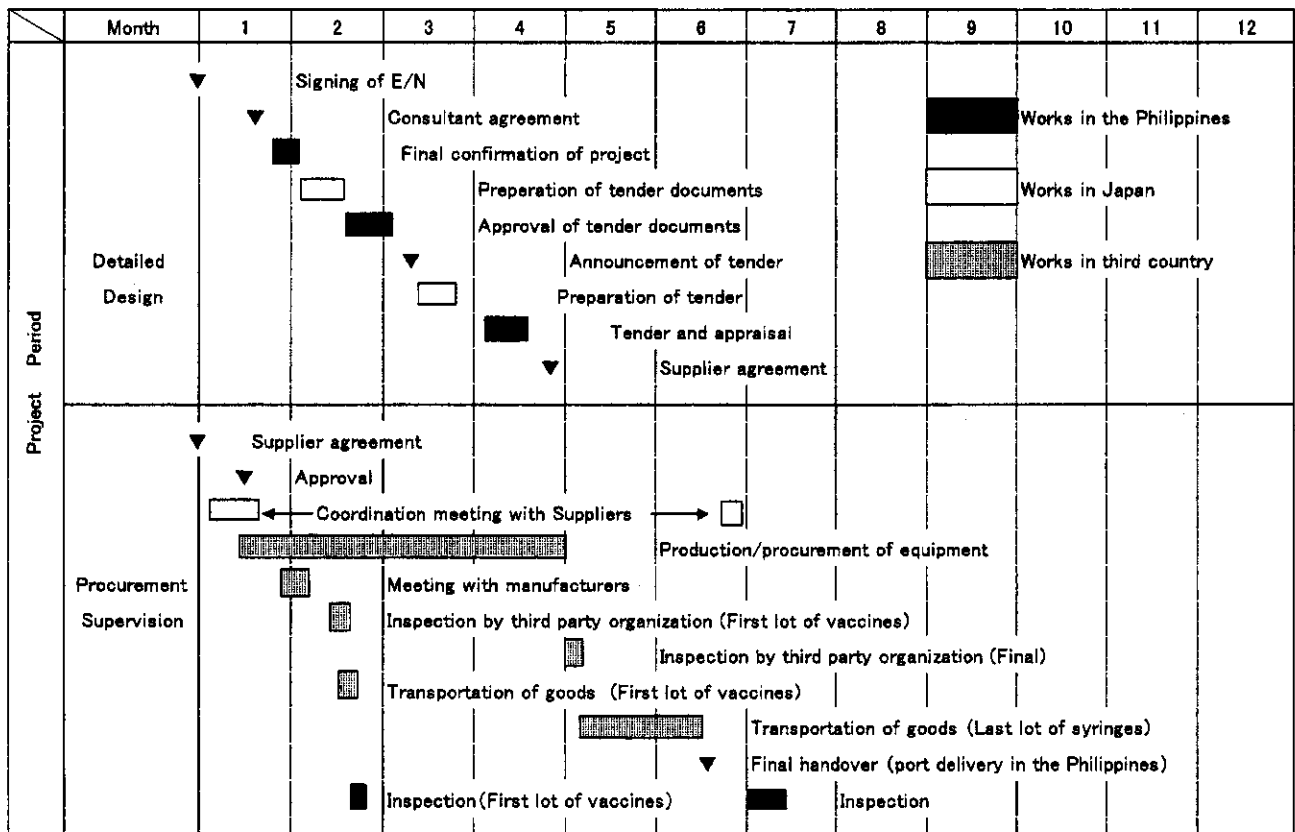 Month 1 2 3 4 5 6 7 8 9 10 11 12
Project Period
Signing of E/N
Consultant agreement
Works in the Philippines
Final confirmation of project
Preperation of tender documents
Works in Japan
Approval of tender documents
Detailed
Design
Announcement of tender
Works in third country
Preparation of tender
Tender and appraisal
Supplier agreement
Supplier agreement
Approval
Coordination meeting with Suppliers
Production/procurement of equipment
Procurement
Supervision
Meeting with manufacturers
Inspection by third party organization (First lot of vaccines)
Inspection by third party organization (Final)
Transportation of goods (First lot of vaccines)
Transportation of goods (Last lot of syringes)
Final handover (port delivery in the Philippines)
Inspection (First lot of vaccines)
Inspection